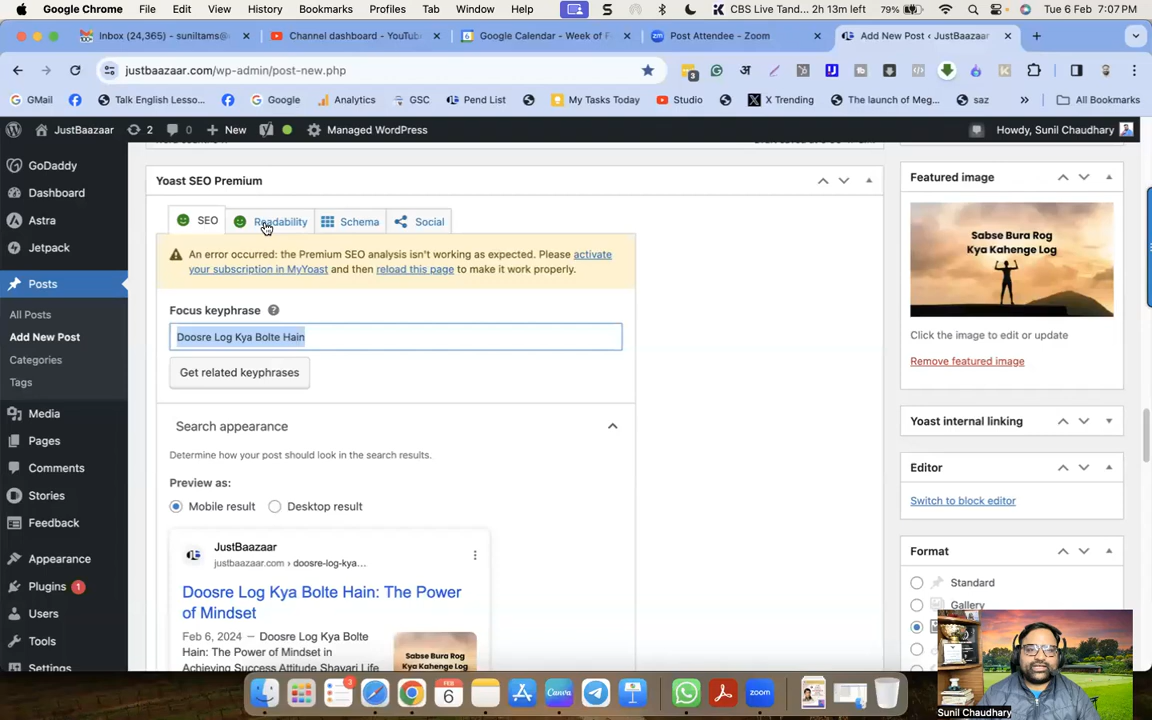 Google Chrome File Edit View History Bookmarks Profiles Tab Window Help CBS Live Tand... 2h 13m left 79% Tue 6 Feb 7:07 PM
Inbox (24,365) - suniltams@ Channel dashboard - YouTube Google Calendar - Week of F Post Attendee - Zoom Add New Post ‹ JustBaazaar
justbaazaar.com/wp-admin/post-new.php
GMail Talk English Lesso... Google Analytics GSC Pend List My Tasks Today Studio X Trending The launch of Meg... saz » All Bookmarks
JustBaazaar 2 0 New Managed WordPress Howdy, Sunil Chaudhary
GoDaddy
Dashboard
Astra
Jetpack
Posts
All Posts
Add New Post
Categories
Tags
Media
Pages
Comments
Stories
Feedback
Appearance
Plugins 1
Users
Tools
Settings
Yoast SEO Premium
SEO Readability Schema Social
An error occurred: the Premium SEO analysis isn't working as expected. Please activate
your subscription in MyYoast and then reload this page to make it work properly.
Focus keyphrase
Doosre Log Kya Bolte Hain
Get related keyphrases
Search appearance
Determine how your post should look in the search results.
Preview as:
Mobile result Desktop result
JustBaazaar
justbaazaar.com › doosre-log-kya...
Doosre Log Kya Bolte Hain: The Power
of Mindset
Feb 6, 2024 — Doosre Log Kya Bolte
Hain: The Power of Mindset in
Achieving Success Attitude Shayari Life
Sabse Bura Rog
Kya Kahenge Log
Featured image
Sabse Bura Rog
Kya Kahenge Log
Click the image to edit or update
Remove featured image
Yoast internal linking
Editor
Switch to block editor
Format
Standard
Gallery
Sunil Chaudhary